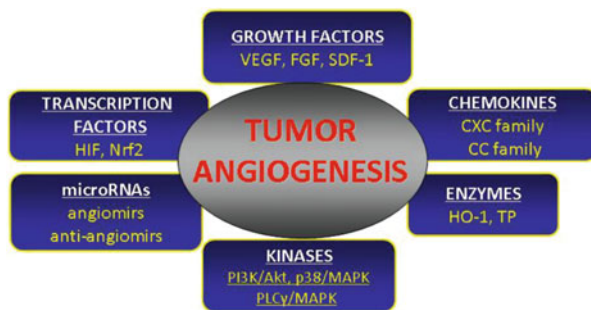 GROWTH FACTORS
VEGF, FGF, SDF-1
TRANSCRIPTION
FACTORS
HIF, Nrf2
TUMOR
ANGIOGENESIS
CHEMOKINES
CXC family
CC family
microRNAs
angiomirs
anti-angiomirs
ENZYMES
HO-1, TP
KINASES
PI3K/Akt, p38/MAPK
PLCγ/MAPK